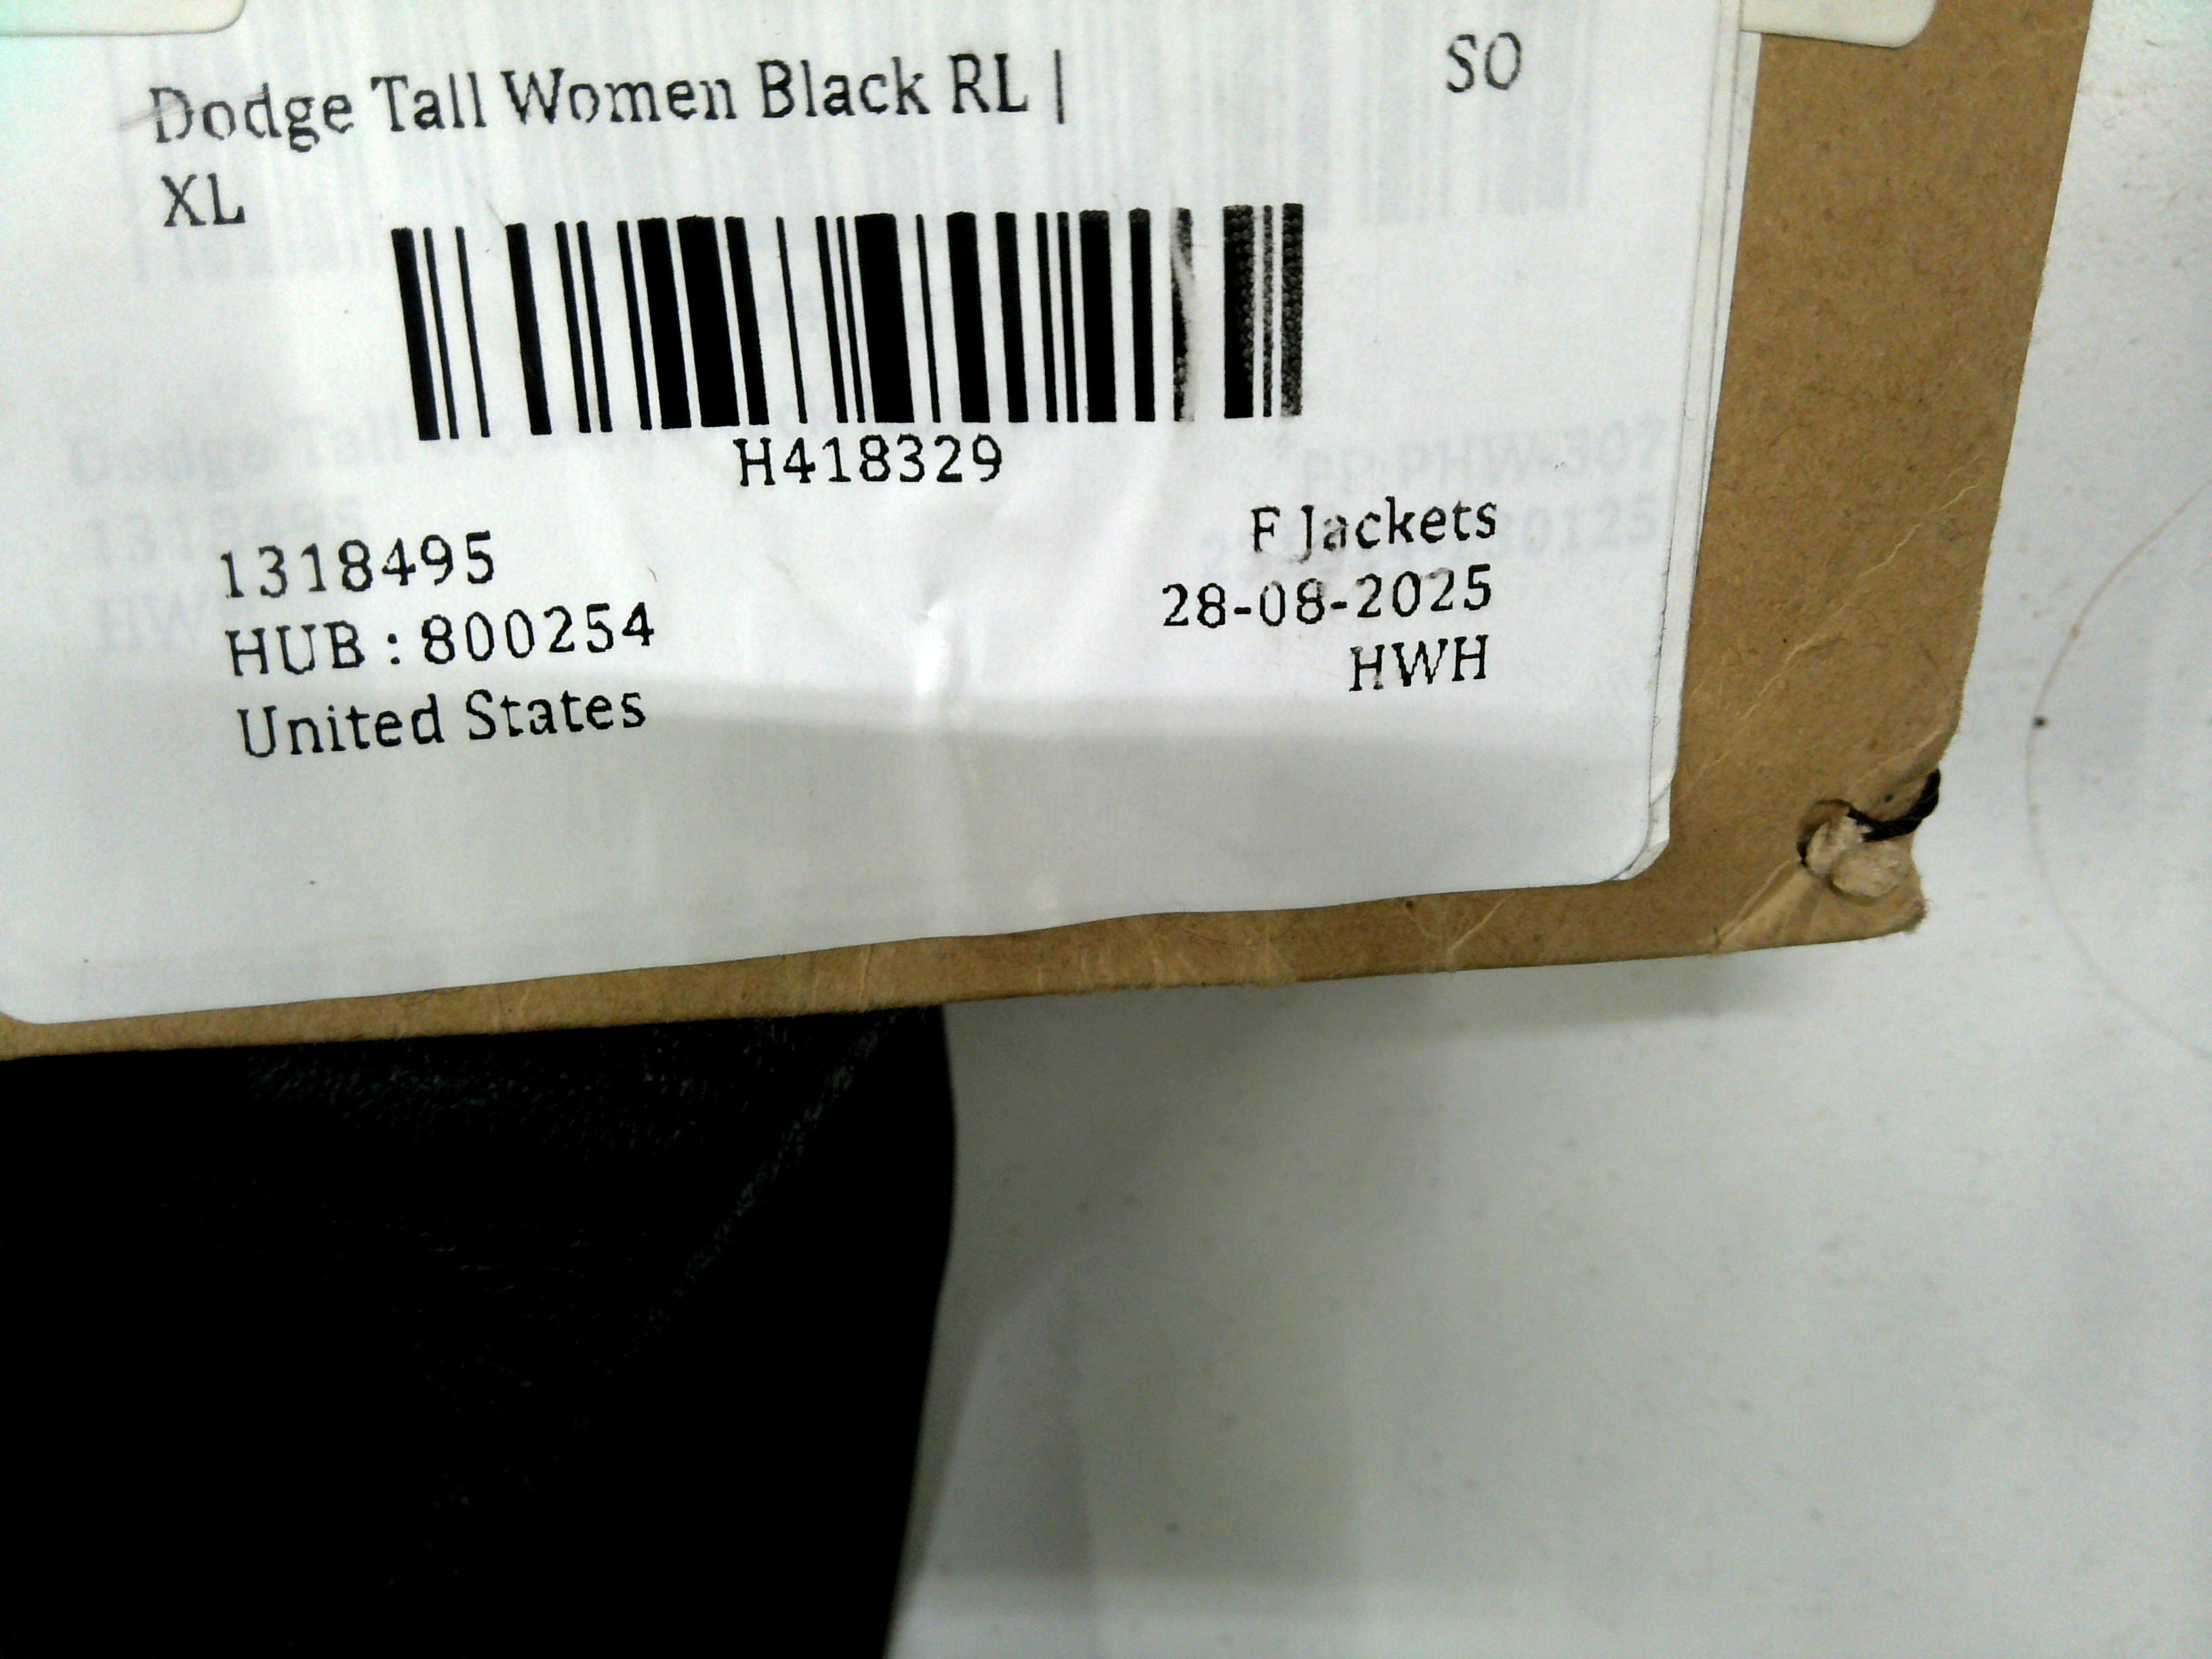 Dodge Tall Women Black RL |
XL
SO
H418329
1318495
HUB : 800254
United States
F Jackets
28-08-2025
HWH